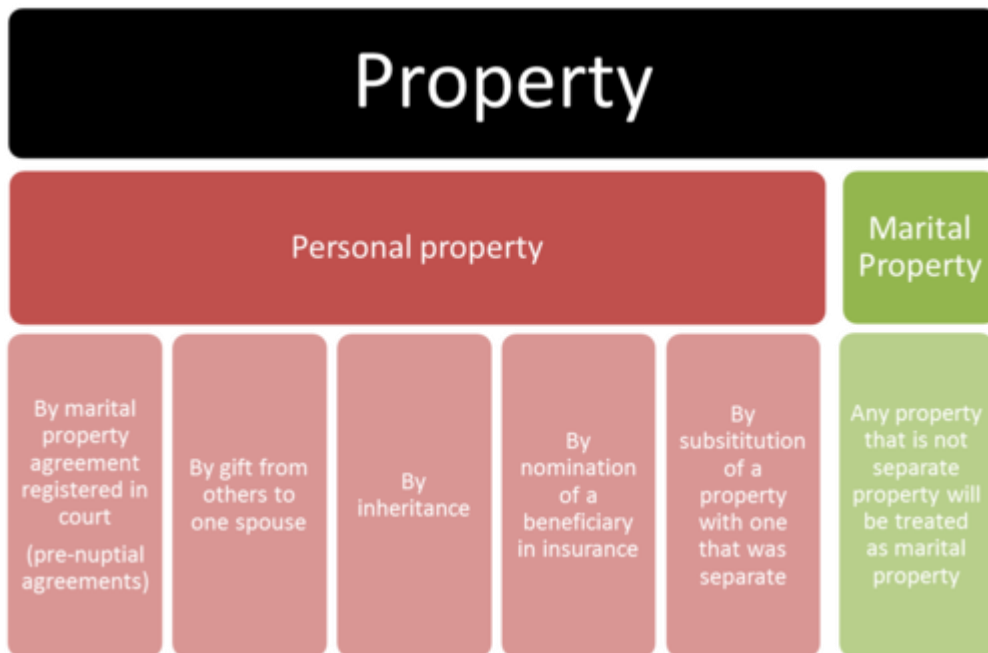 Property
Personal property
Marital
Property
By marital
property
agreement
registered in
court
(pre-nuptial
agreements)
By gift from
others to
one spouse
By
inheritance
By
nomination
of a
beneficiary
in insurance
By
subsititution
of a
property
with one
that was
separate
Any property
that is not
separate
property will
be treated
as marital
property